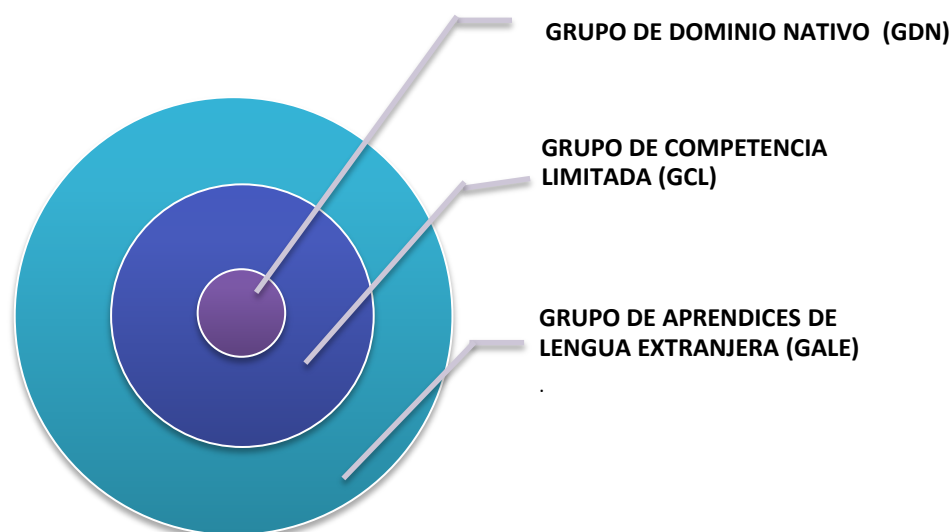 GRUPO DE DOMINIO NATIVO (GDN)
GRUPO DE COMPETENCIA
LIMITADA (GCL)
GRUPO DE APRENDICES DE
LENGUA EXTRANJERA (GALE)
.